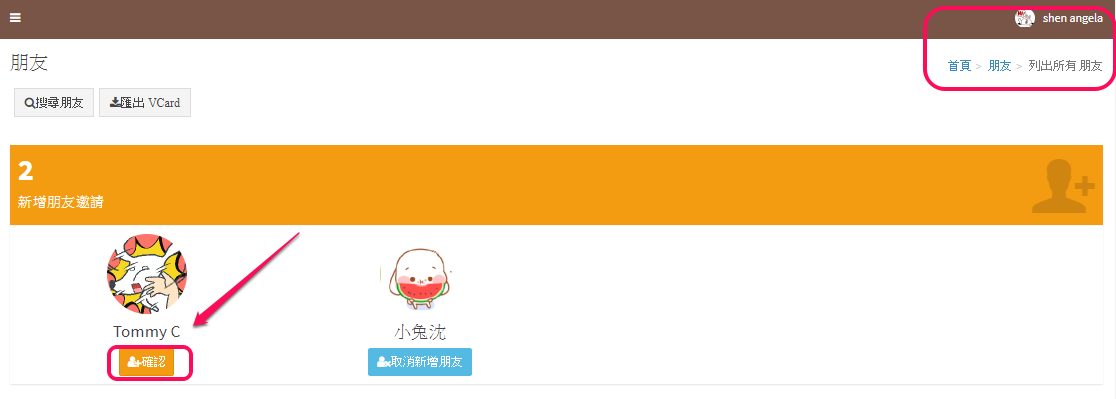 shen angela
朋友
首頁 > 朋友 > 列出所有 朋友
搜尋朋友
匯出 VCard
2
新增朋友邀請
Tommy C
小兔沈
確認
取消新增朋友